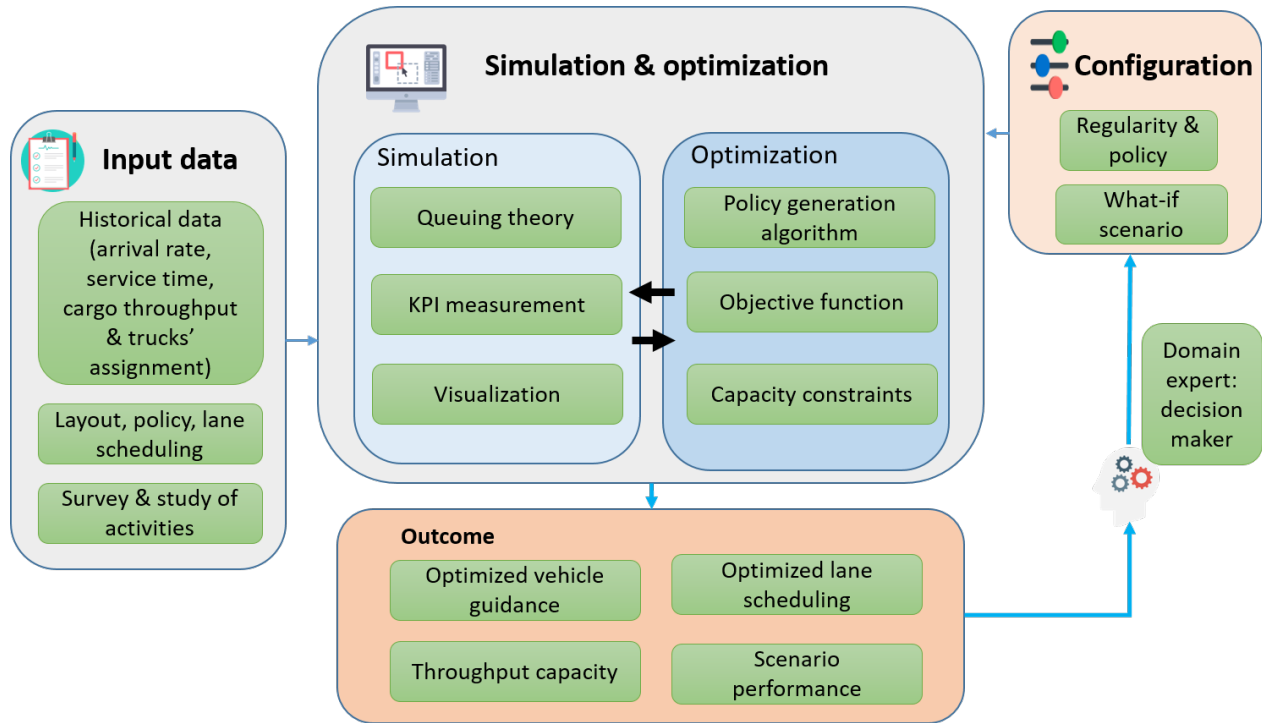 Input data
Historical data
(arrival rate,
service time,
cargo throughput
& trucks'
assignment)
Layout, policy, lane
scheduling
Survey & study of
activities
Simulation & optimization
Simulation
Queuing theory
KPI measurement
Visualization
Optimization
Policy generation
algorithm
Objective function
Capacity constraints
Configuration
Regularity &
policy
What-if
scenario
Domain
expert:
decision
maker
Outcome
Optimized vehicle
guidance
Optimized lane
scheduling
Throughput capacity
Scenario
performance